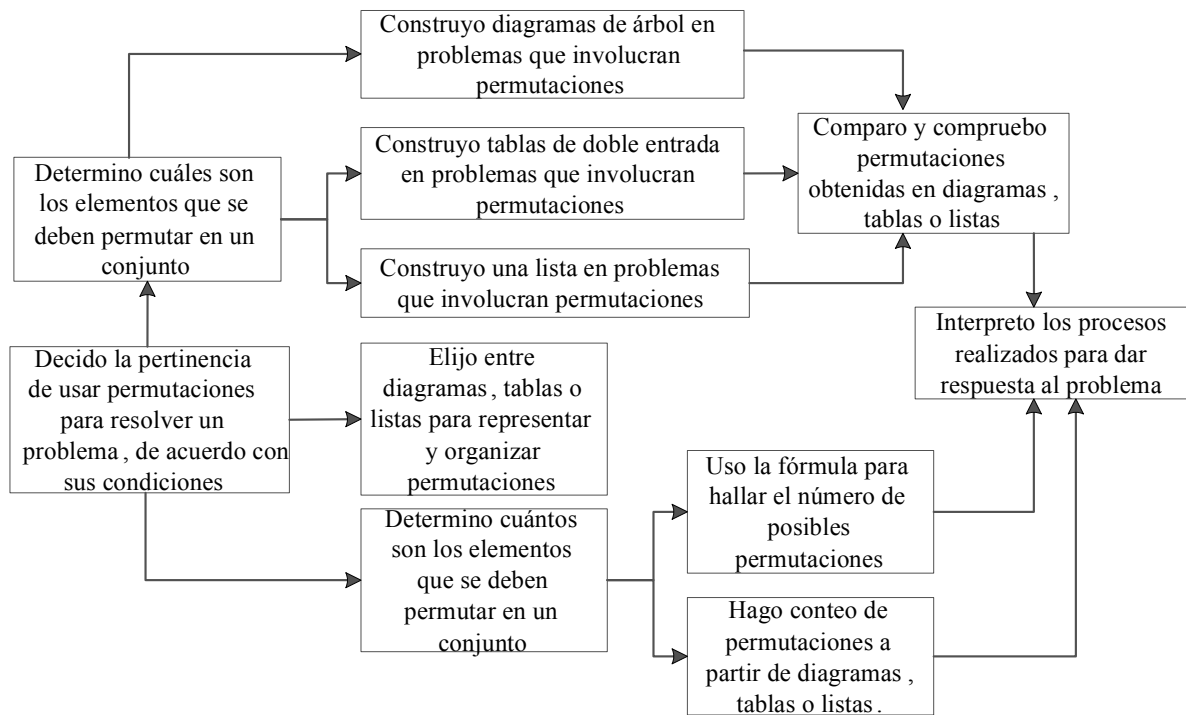 Construyo diagramas de árbol en
problemas que involucran
permutaciones
Construyo tablas de doble entrada
en problemas que involucran
permutaciones
Construyo una lista en problemas
que involucran permutaciones
Comparo y compruebo
permutaciones
obtenidas en diagramas ,
tablas o listas
Determino cuáles son
los elementos que se
deben permutar en un
conjunto
Decido la pertinencia
de usar permutaciones
para resolver un
problema , de acuerdo con
sus condiciones
Elijo entre
diagramas , tablas o
listas para representar
y organizar
permutaciones
Interpreto los procesos
realizados para dar
respuesta al problema
Determino cuántos
son los elementos
que se deben
permutar en un
conjunto
Uso la fórmula para
hallar el número de
posibles
permutaciones
Hago conteo de
permutaciones a
partir de diagramas ,
tablas o listas .